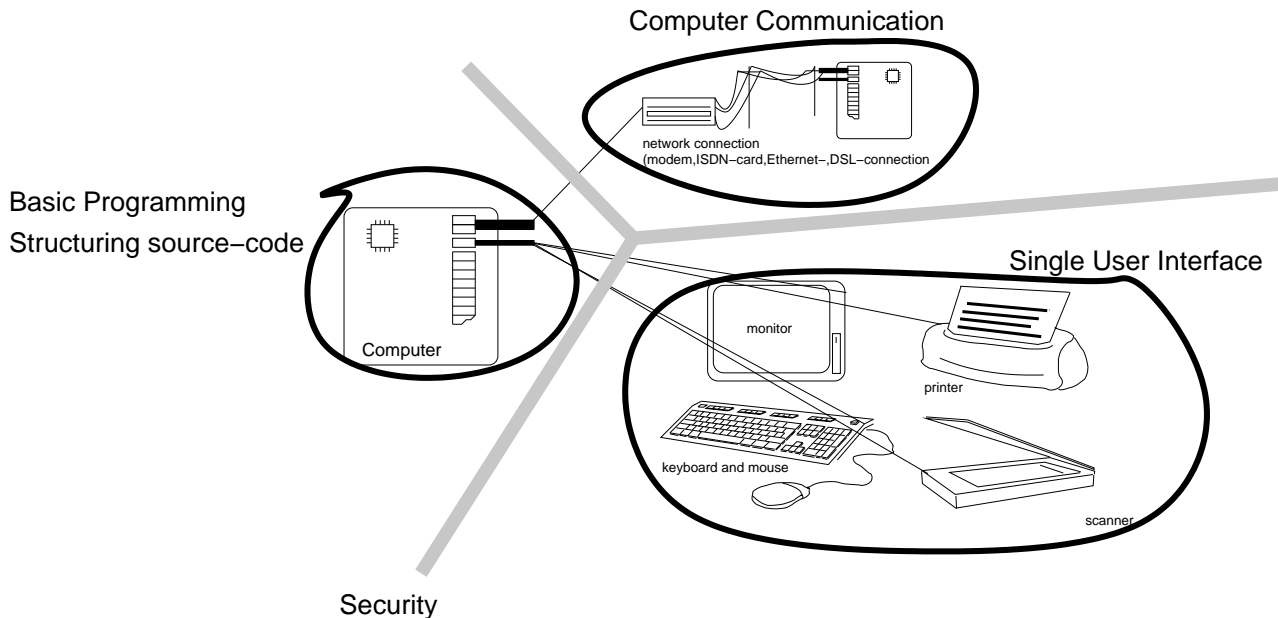 Computer Communication
network connection
(modem,ISDN−card,Ethernet−,DSL−connection
Basic Programming
Structuring source−code
Computer
Single User Interface
monitor
printer
keyboard and mouse
scanner
Security